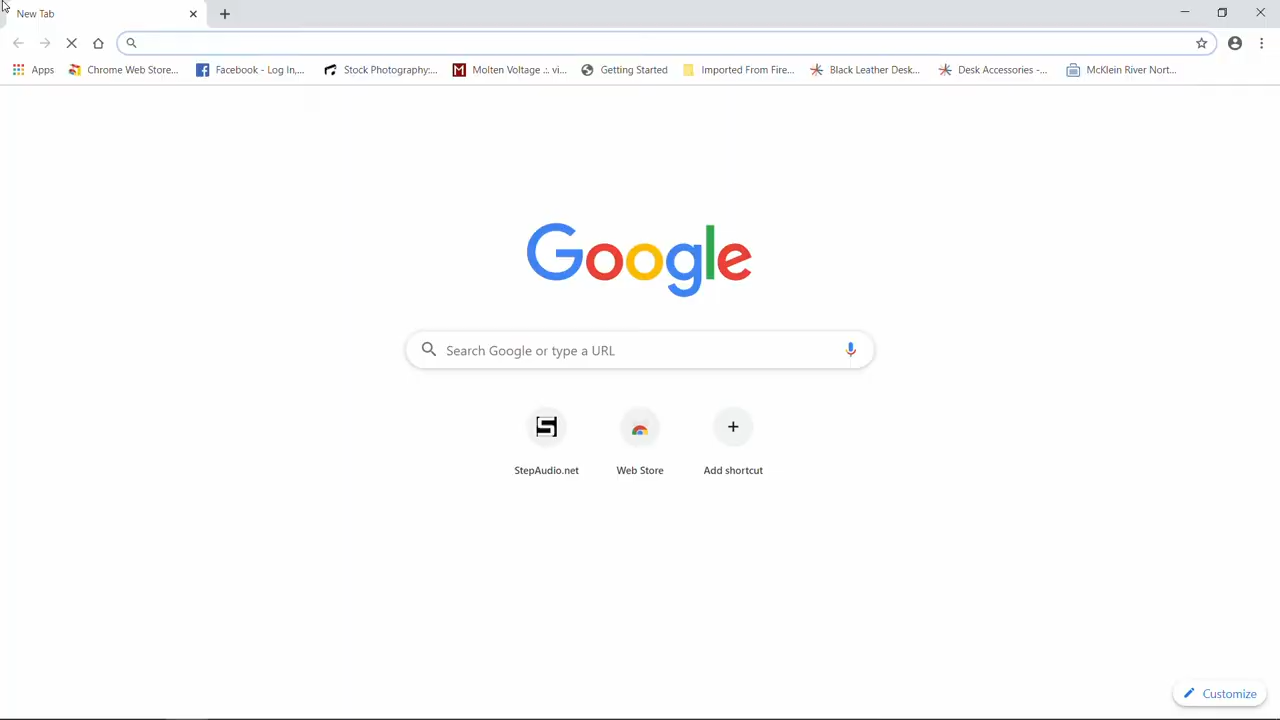 New Tab
Apps
Chrome Web Store...
Facebook - Log In,...
Stock Photography:...
Molten Voltage .:. vi...
Getting Started
Imported From Fire...
Black Leather Desk...
Desk Accessories -...
McKlein River Nort...
Google
Search Google or type a URL
StepAudio.net
Web Store
Add shortcut
Customize